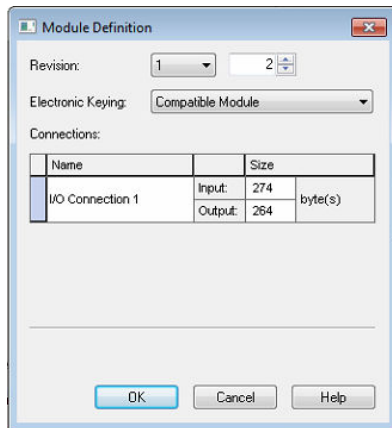 Module Definition
Revision: 1 2
Electronic Keying: Compatible Module
Connections:
Name Size
I/O Connection 1 Input: 274 byte(s)
Output: 264
OK Cancel Help